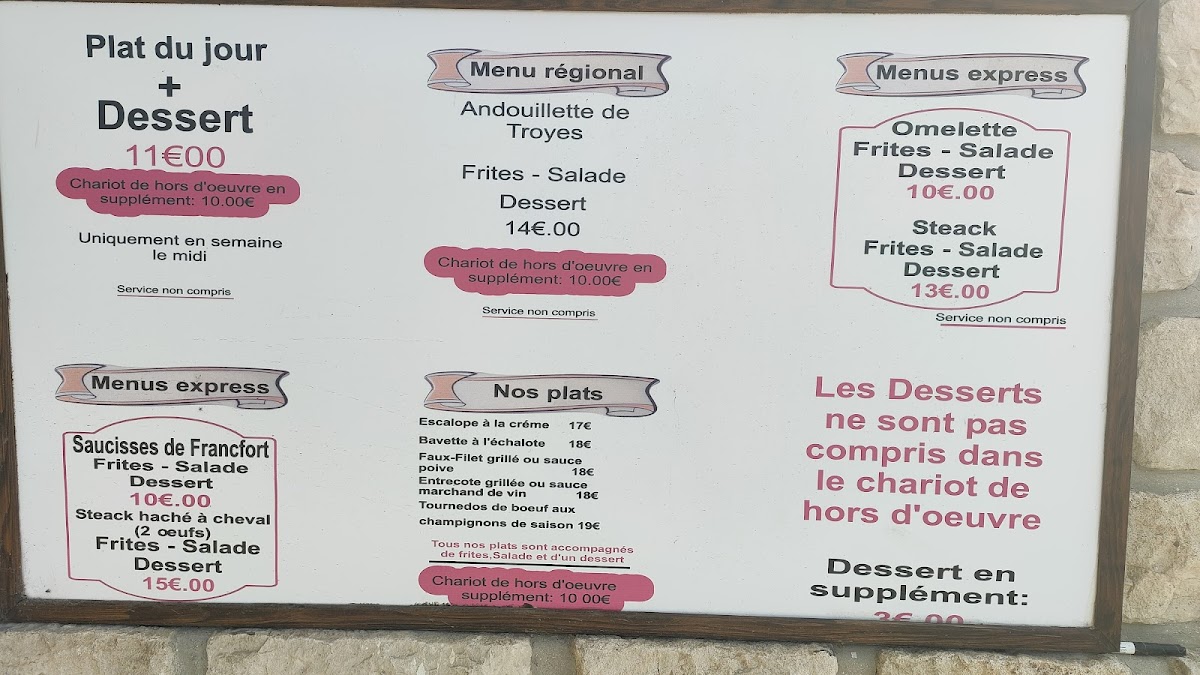 Plat du jour
+
Dessert
11€00
Chariot de hors d'oeuvre en
supplément: 10.00€
Uniquement en semaine
le midi
Service non compris
Menu régional
Andouillette de
Troyes
Frites - Salade
Dessert
14€.00
Chariot de hors d'oeuvre en
supplément: 10.00€
Service non compris
Menus express
Omelette
Frites - Salade
Dessert
10€.00
Steack
Frites - Salade
Dessert
13€.00
Service non compris
Menus express
Saucisses de Francfort
Frites - Salade
Dessert
10€.00
Steack haché à cheval
(2 oeufs)
Frites - Salade
Dessert
15€.00
Nos plats
Escalope à la créme 17€
Bavette à l'échalote 18€
Faux-Filet grillé ou sauce
poive 18€
Entrecote grillée ou sauce
marchand de vin 18€
Tournedos de boeuf aux
champignons de saison 19€
Tous nos plats sont accompagnés
de frites,Salade et d'un dessert
Chariot de hors d'oeuvre
supplément: 10 00€
Les Desserts
ne sont pas
compris dans
le chariot de
hors d'oeuvre
Dessert en
supplément:
3€.00